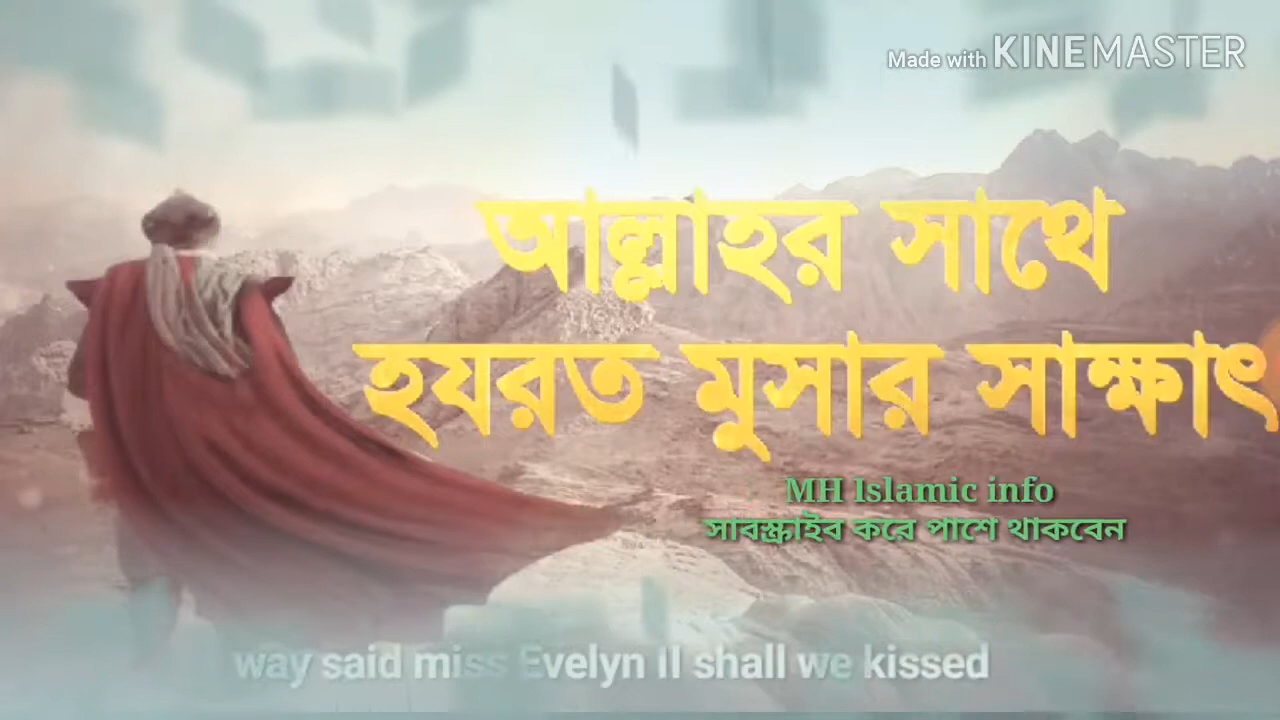 Made with KINEMASTER
আল্লাহর সাথে
হযরত মুসার সাক্ষাৎ
MH Islamic info
সাবস্ক্রাইব করে পাশে থাকবেন
way said miss Evelyn II shall we kissed